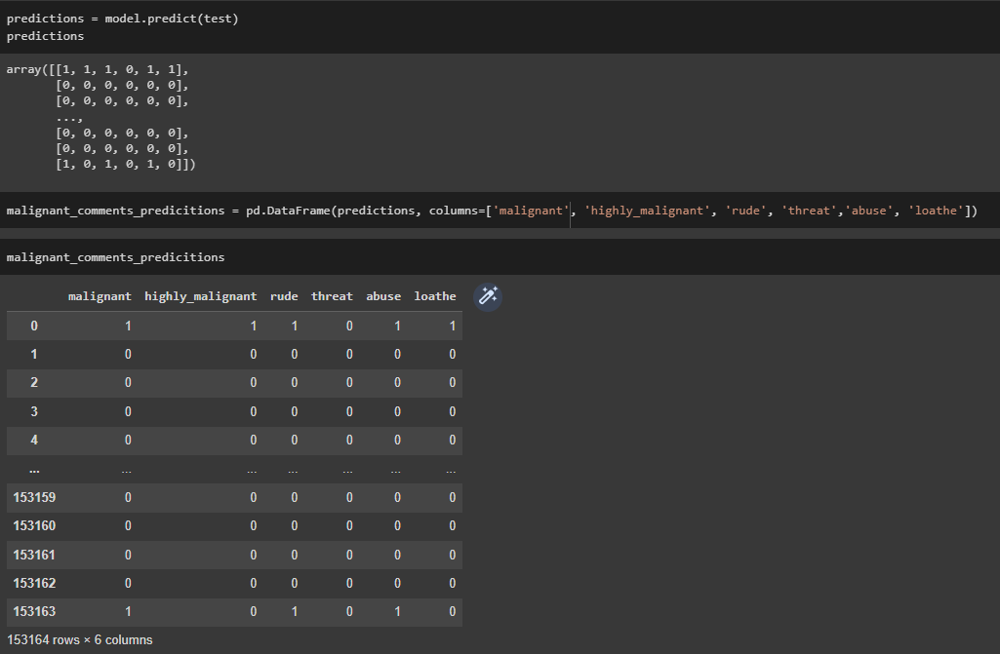 predictions = model.predict(test)
predictions
array([[1, 1, 1, 0, 1, 1],
[0, 0, 0, 0, 0, 0],
[0, 0, 0, 0, 0, 0],
...,
[0, 0, 0, 0, 0, 0],
[0, 0, 0, 0, 0, 0],
[1, 0, 1, 0, 1, 0]])
malignant_comments_predicitions = pd.DataFrame(predictions, columns=['malignant', 'highly_malignant', 'rude', 'threat','abuse', 'loathe'])
malignant_comments_predicitions
malignant highly_malignant rude threat abuse loathe
0 1 1 1 0 1 1
1 0 0 0 0 0 0
2 0 0 0 0 0 0
3 0 0 0 0 0 0
4 0 0 0 0 0 0
... ... ... ... ... ... ...
153159 0 0 0 0 0 0
153160 0 0 0 0 0 0
153161 0 0 0 0 0 0
153162 0 0 0 0 0 0
153163 1 0 1 0 1 0
153164 rows × 6 columns